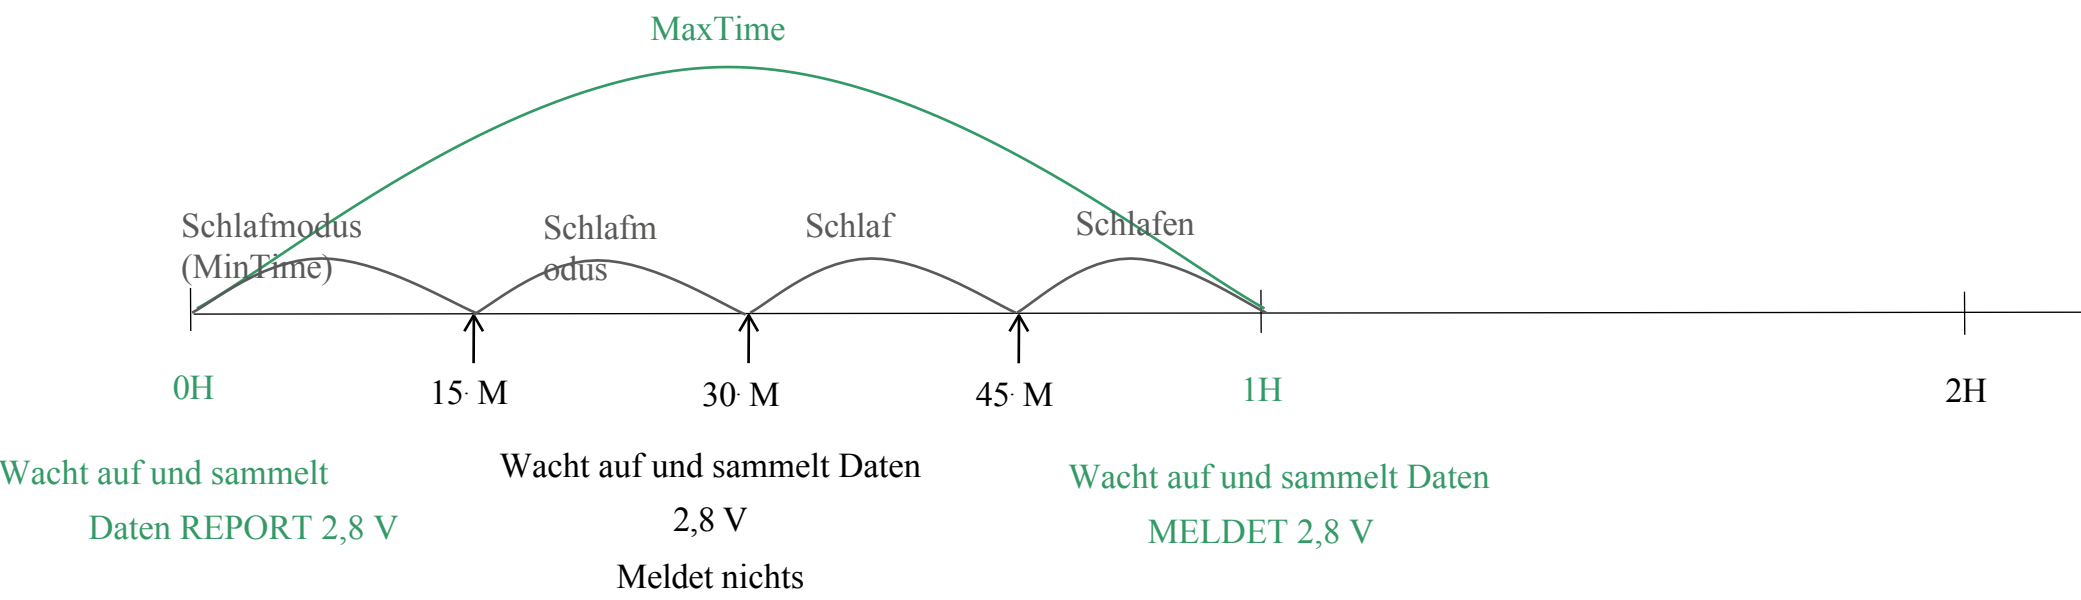 MaxTime
Schlafmodus
(MinTime)
Schlafm
odus
Schlaf
Schlafen
0H
15. M
30. M
45. M
1H
2H
Wacht auf und sammelt
Daten REPORT 2,8 V
Wacht auf und sammelt Daten
2,8 V
Meldet nichts
Wacht auf und sammelt Daten
MELDET 2,8 V